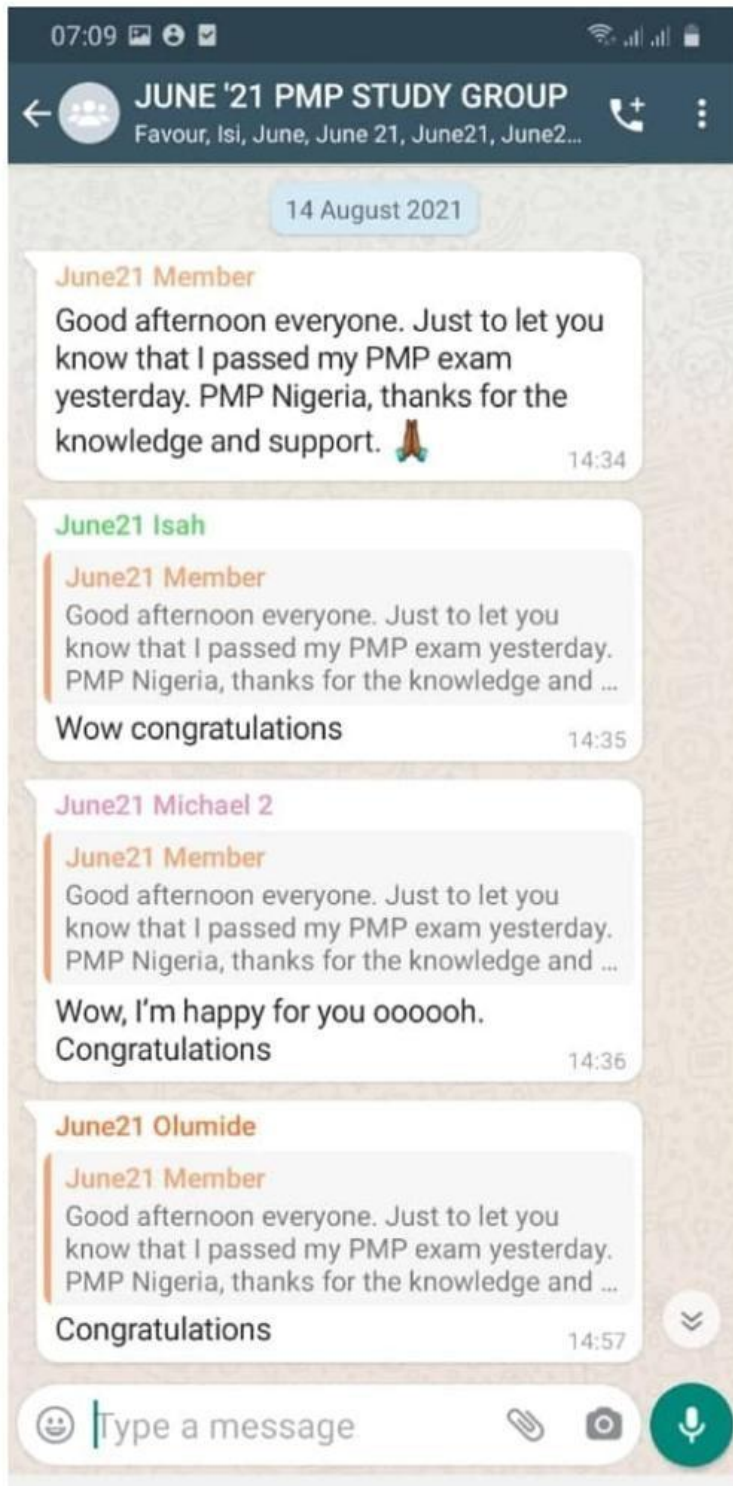 07:09
JUNE '21 PMP STUDY GROUP
Favour, Isi, June, June 21, June21, June2...
14 August 2021
June21 Member
Good afternoon everyone. Just to let you
know that I passed my PMP exam
yesterday. PMP Nigeria, thanks for the
knowledge and support. 🙏🏾
14:34
June21 Isah
June21 Member
Good afternoon everyone. Just to let you
know that I passed my PMP exam yesterday.
PMP Nigeria, thanks for the knowledge and ...
Wow congratulations
14:35
June21 Michael 2
June21 Member
Good afternoon everyone. Just to let you
know that I passed my PMP exam yesterday.
PMP Nigeria, thanks for the knowledge and ...
Wow, I'm happy for you oooooh.
Congratulations
14:36
June21 Olumide
June21 Member
Good afternoon everyone. Just to let you
know that I passed my PMP exam yesterday.
PMP Nigeria, thanks for the knowledge and ...
Congratulations
14:57
Type a message